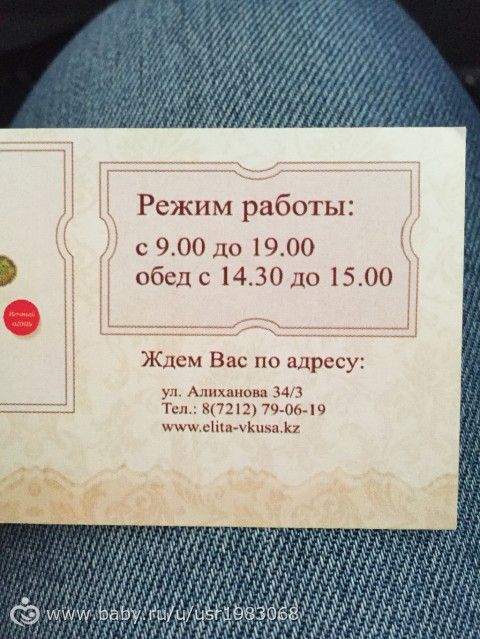 Режим работы:
с 9.00 до 19.00
обед с 14.30 до 15.00
Ждем Вас по адресу:
ул. Алиханова 34/3
Тел.: 8(7212) 79-06-19
www.elita-vkusa.kz
www.baby.ru/u/usr1983068